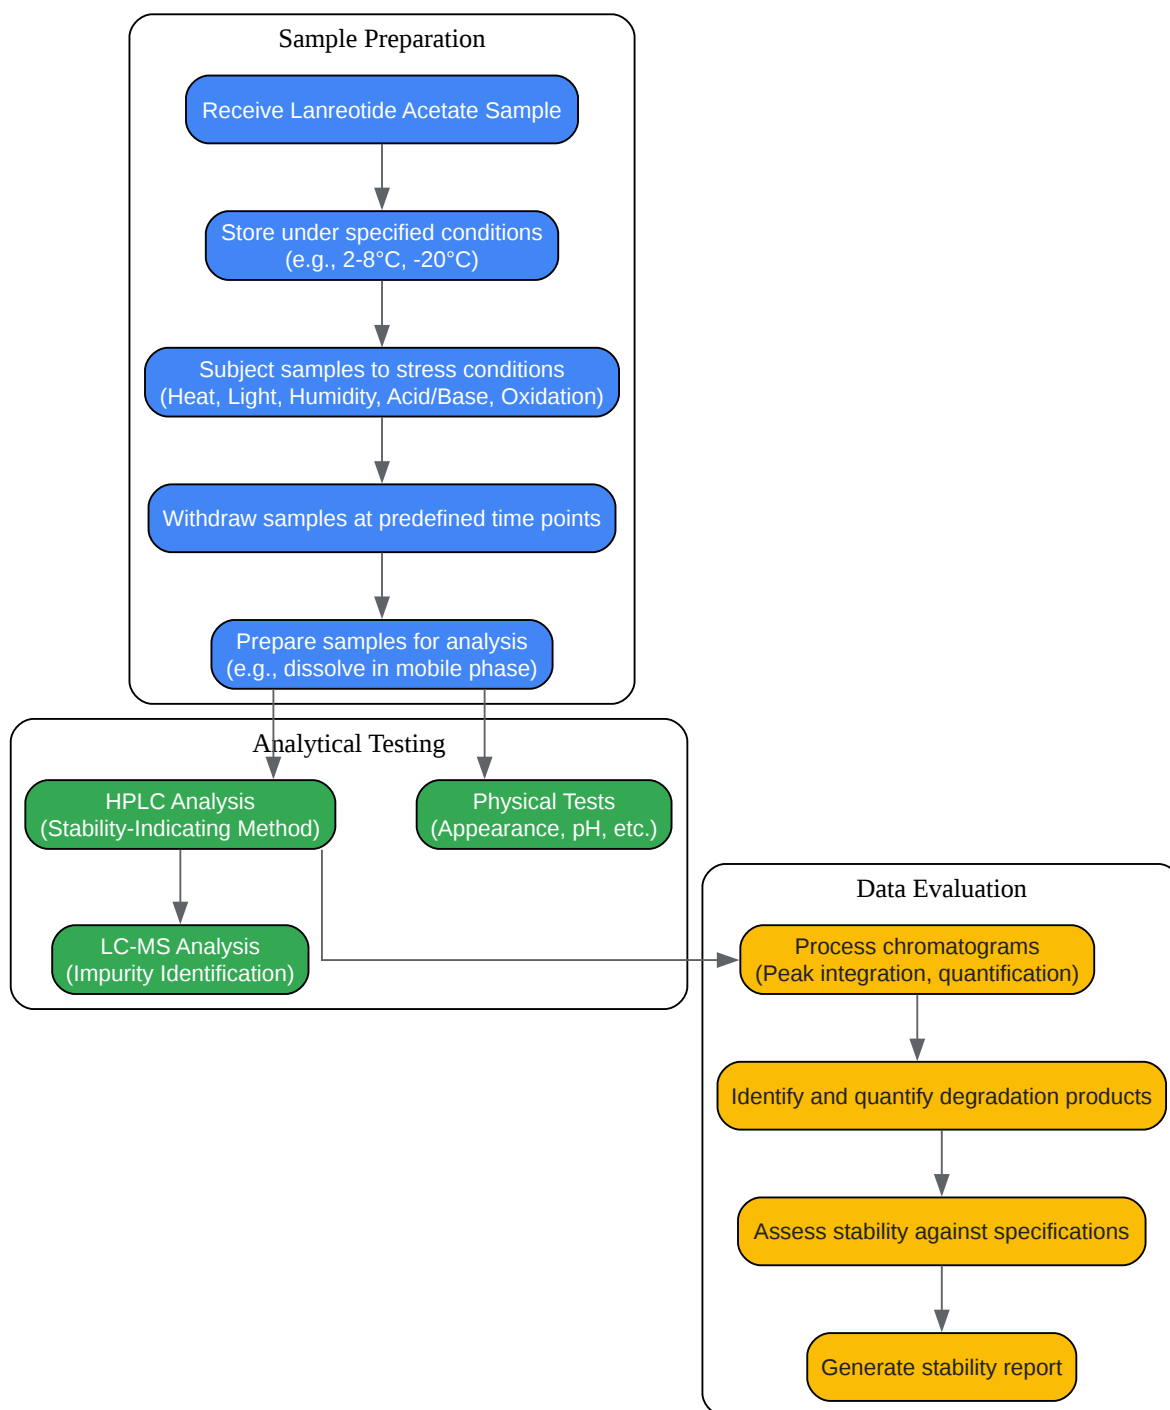 Sample Preparation
Receive Lanreotide Acetate Sample
Store under specified conditions
(e.g., 2-8°C, -20°C)
Subject samples to stress conditions
(Heat, Light, Humidity, Acid/Base, Oxidation)
Withdraw samples at predefined time points
Prepare samples for analysis
(e.g., dissolve in mobile phase)
Analytical Testing
HPLC Analysis
(Stability-Indicating Method)
Physical Tests
(Appearance, pH, etc.)
LC-MS Analysis
(Impurity Identification)
Data Evaluation
Process chromatograms
(Peak integration, quantification)
Identify and quantify degradation products
Assess stability against specifications
Generate stability report